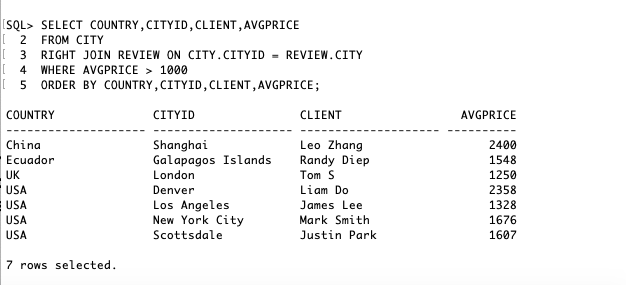 SQL> SELECT COUNTRY,CITYID,CLIENT,AVGPRICE
2 FROM CITY
3 RIGHT JOIN REVIEW ON CITY.CITYID = REVIEW.CITY
4 WHERE AVGPRICE > 1000
5 ORDER BY COUNTRY,CITYID,CLIENT,AVGPRICE;
COUNTRY CITYID CLIENT AVGPRICE
-------------------- -------------------- -------------------- ----------
China Shanghai Leo Zhang 2400
Ecuador Galapagos Islands Randy Diep 1548
UK London Tom S 1250
USA Denver Liam Do 2358
USA Los Angeles James Lee 1328
USA New York City Mark Smith 1676
USA Scottsdale Justin Park 1607
7 rows selected.